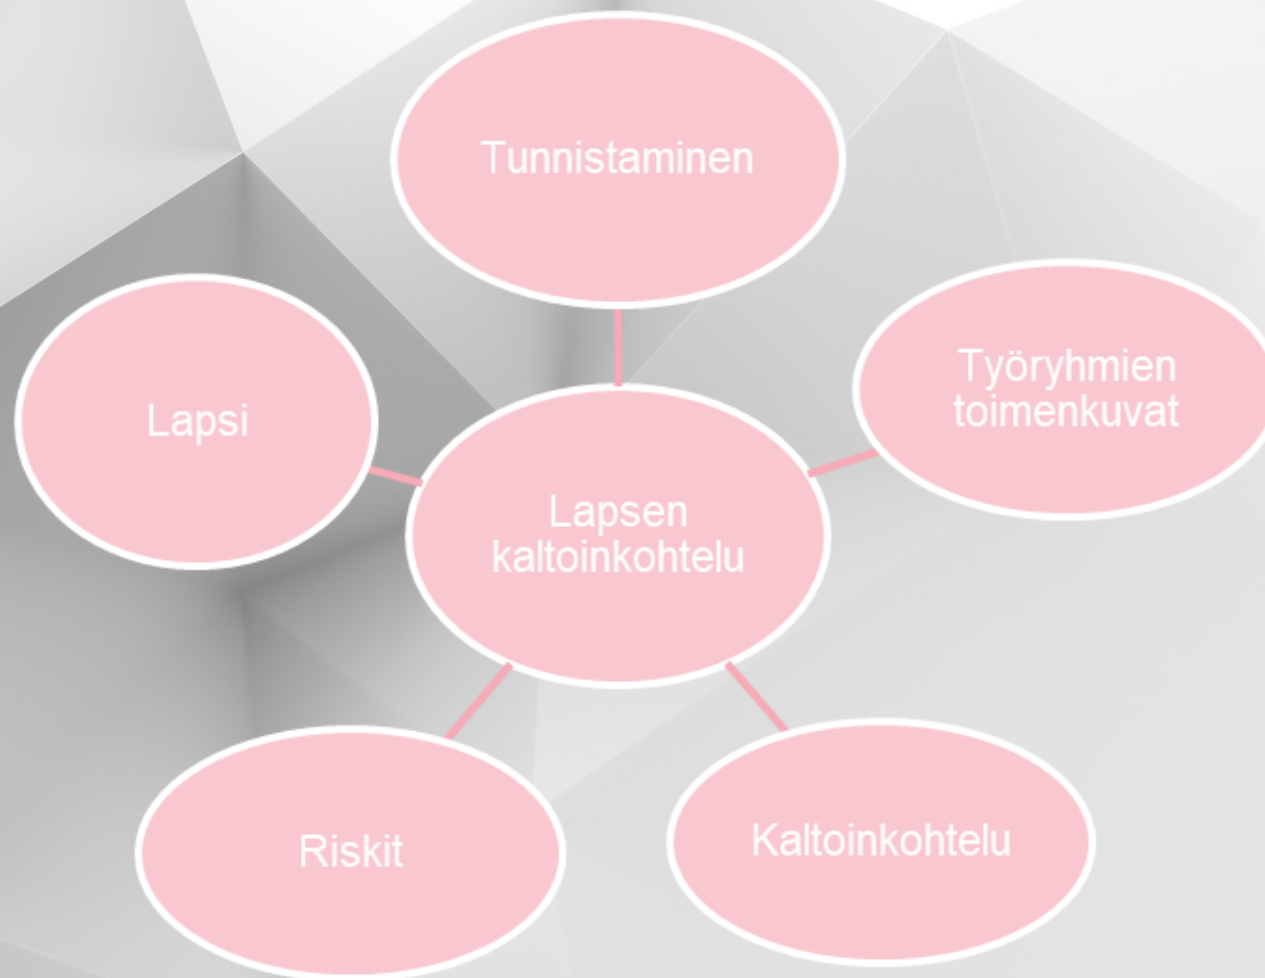 Tunnistaminen
Työryhmien
toimenkuvat
Lapsi
Lapsen
kaltoinkohtelu
Riskit
Kaltoinkohtelu